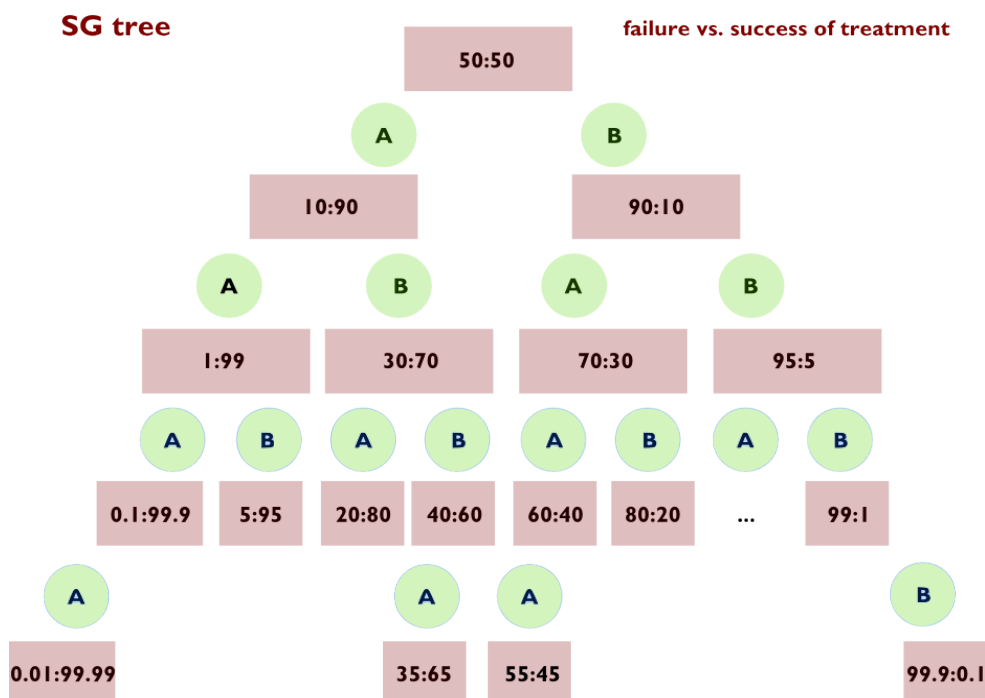 SG tree
failure vs. success of treatment
50:50
A
B
10:90
90:10
A
B
A
B
1:99
30:70
70:30
95:5
A
B
A
B
A
B
A
B
0.1:99.9
5:95
20:80
40:60
60:40
80:20
...
99:1
A
A
A
B
0.01:99.99
35:65
55:45
99.9:0.1